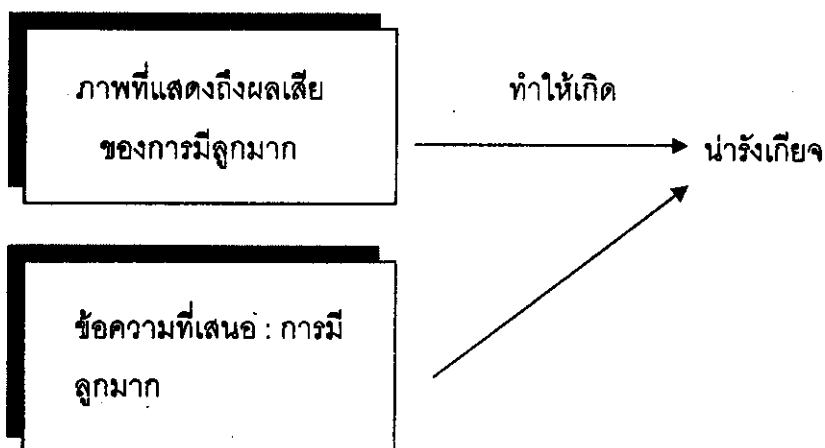 ภาพที่แสดงถึงผลเสีย
ของการมีลูกมาก
ทำให้เกิด
น่ารังเกียจ
ข้อความที่เสนอ : การมี
ลูกมาก